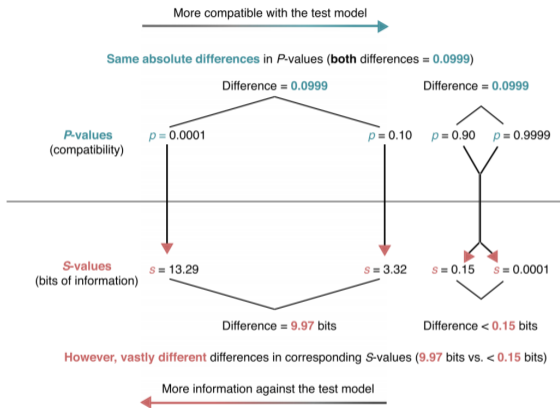 More compatible with the test model
Same absolute differences in P-values (both differences = 0.0999)
Difference = 0.0999
Difference = 0.0999
P-values
(compatibility)
p = 0.0001
p = 0.10
p = 0.90
p = 0.9999
S-values
(bits of information)
s = 13.29
s = 3.32
s = 0.15
s = 0.0001
Difference = 9.97 bits
Difference < 0.15 bits
However, vastly different differences in corresponding S-values (9.97 bits vs. < 0.15 bits)
More information against the test model